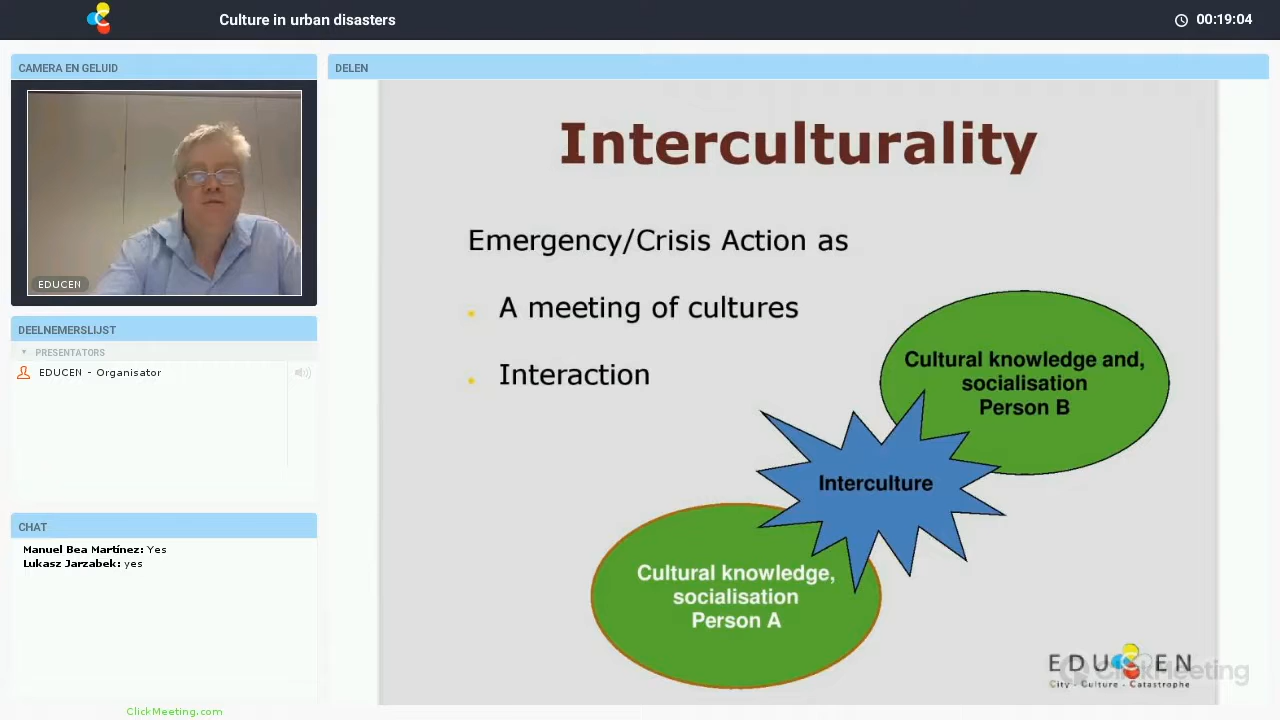 Culture in urban disasters
00:19:04
CAMERA EN GELUID
EDUCEN
DEELNEMERSLIJST
PRESENTATORS
EDUCEN - Organisator
CHAT
Manuel Bea Martínez: Yes
Lukasz Jarzabek: yes
ClickMeeting.com
DELEN
Interculturality
Emergency/Crisis Action as
A meeting of cultures
Interaction
Cultural knowledge and,
socialisation
Person B
Interculture
Cultural knowledge,
socialisation
Person A
EDUCEN
City - Culture - Catastrophe
ClickMeeting